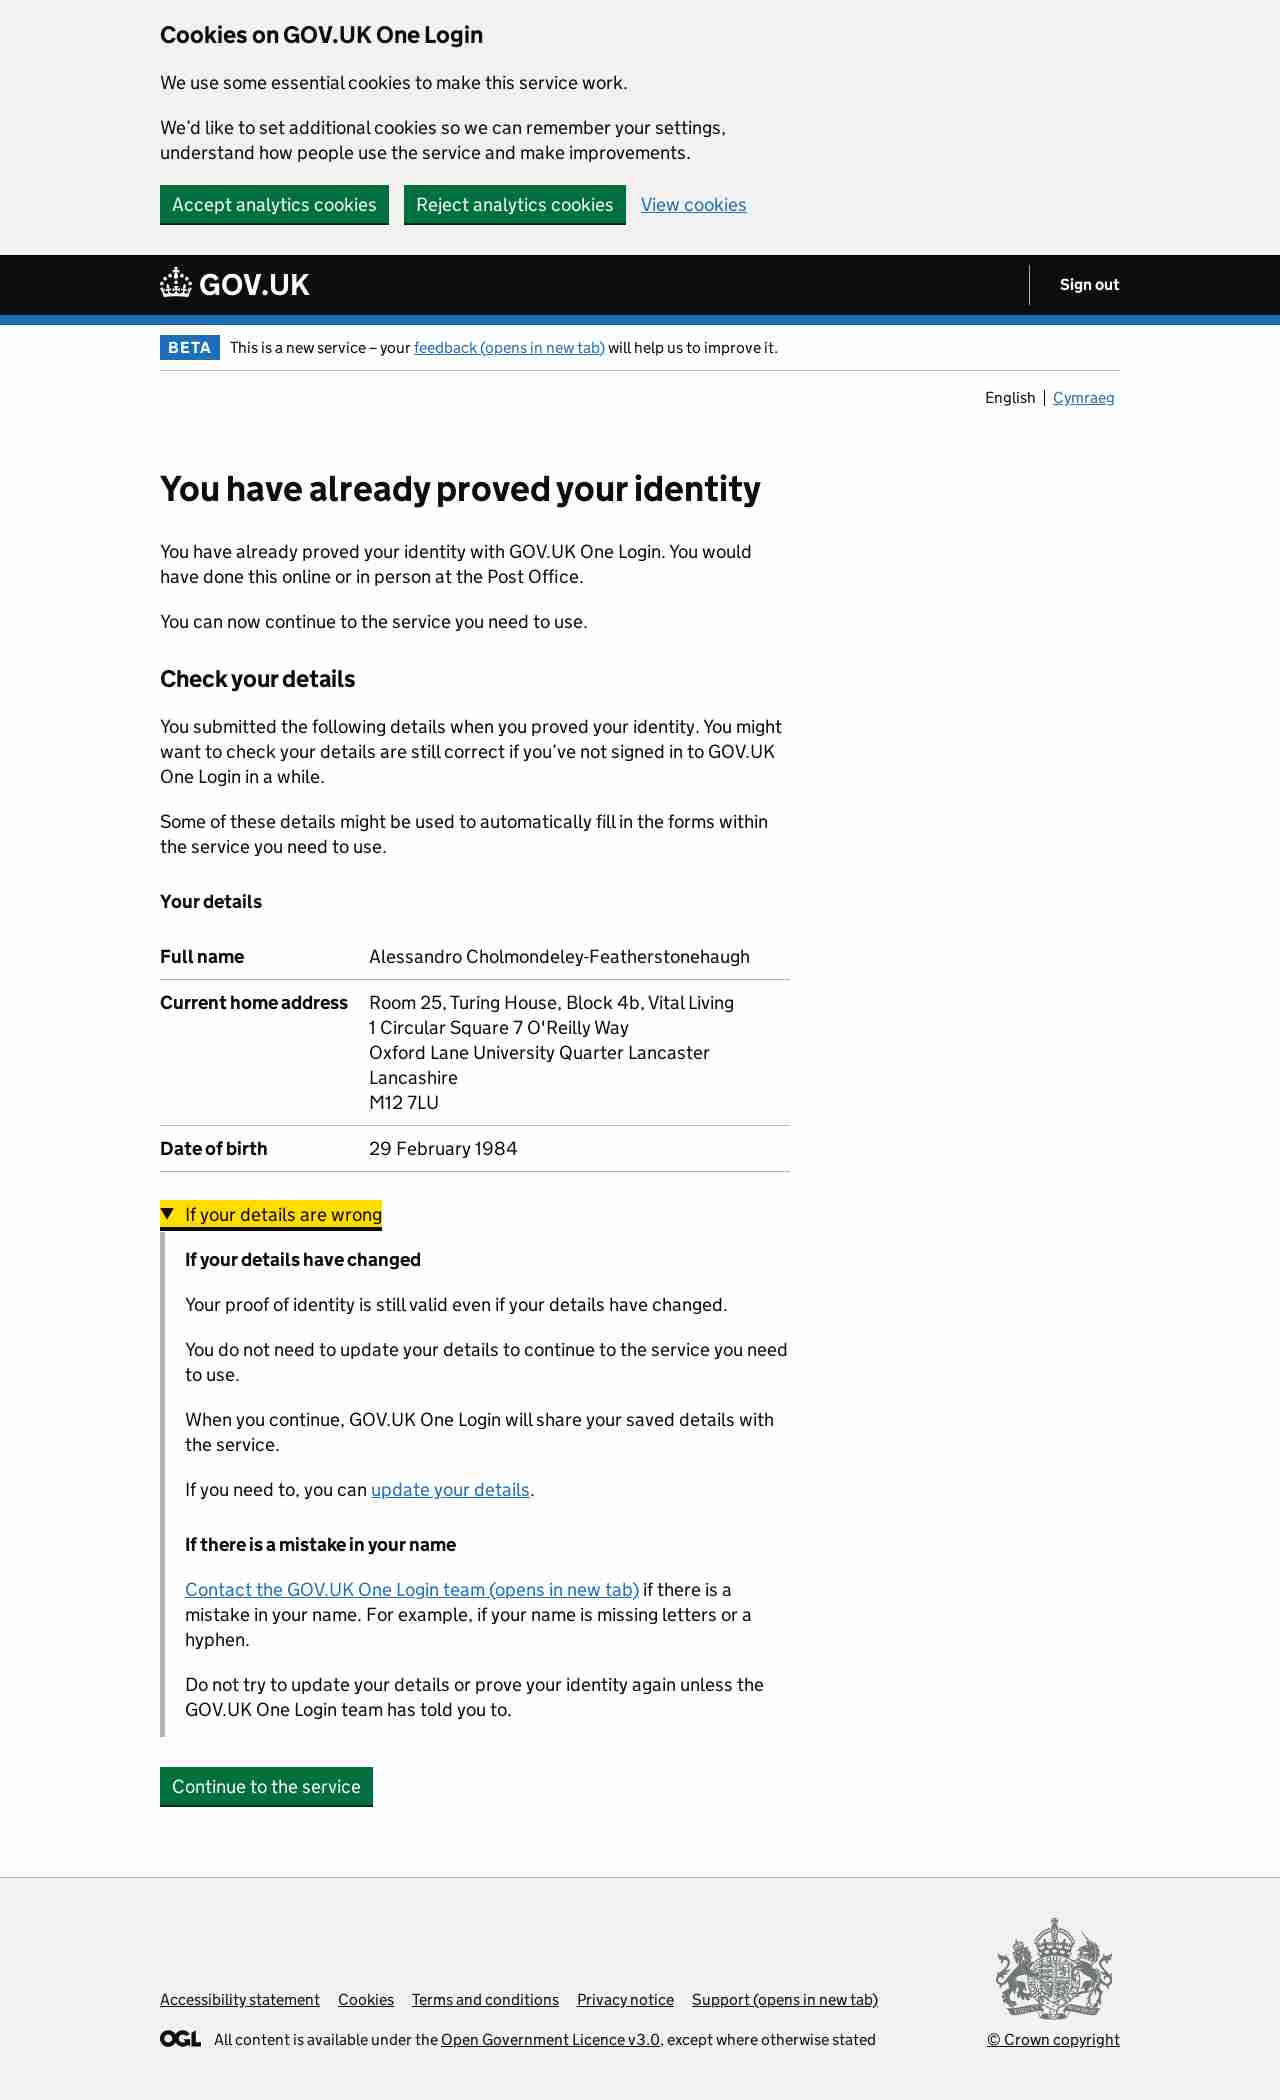 Cookies on GOV.UK One Login
We use some essential cookies to make this service work.
We’d like to set additional cookies so we can remember your settings,
understand how people use the service and make improvements.
Accept analytics cookies Reject analytics cookies View cookies
GOV.UK Sign out
BETA This is a new service – your feedback (opens in new tab) will help us to improve it.
English Cymraeg
You have already proved your identity
You have already proved your identity with GOV.UK One Login. You would
have done this online or in person at the Post Office.
You can now continue to the service you need to use.
Check your details
You submitted the following details when you proved your identity. You might
want to check your details are still correct if you’ve not signed in to GOV.UK
One Login in a while.
Some of these details might be used to automatically fill in the forms within
the service you need to use.
Your details
Full name Alessandro Cholmondeley-Featherstonehaugh
Current home address Room 25, Turing House, Block 4b, Vital Living
1 Circular Square 7 O'Reilly Way
Oxford Lane University Quarter Lancaster
Lancashire
M12 7LU
Date of birth 29 February 1984
If your details are wrong
If your details have changed
Your proof of identity is still valid even if your details have changed.
You do not need to update your details to continue to the service you need
to use.
When you continue, GOV.UK One Login will share your saved details with
the service.
If you need to, you can update your details.
If there is a mistake in your name
Contact the GOV.UK One Login team (opens in new tab) if there is a
mistake in your name. For example, if your name is missing letters or a
hyphen.
Do not try to update your details or prove your identity again unless the
GOV.UK One Login team has told you to.
Continue to the service
Accessibility statement Cookies Terms and conditions Privacy notice Support (opens in new tab)
OGL All content is available under the Open Government Licence v3.0, except where otherwise stated
© Crown copyright